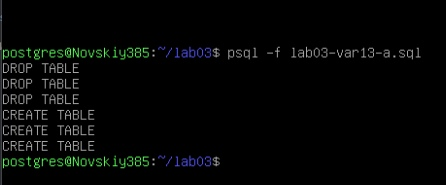 postgres@Novskiy385:~/lab03$ psql -f lab03-var13-a.sql
DROP TABLE
DROP TABLE
DROP TABLE
CREATE TABLE
CREATE TABLE
CREATE TABLE
postgres@Novskiy385:~/lab03$